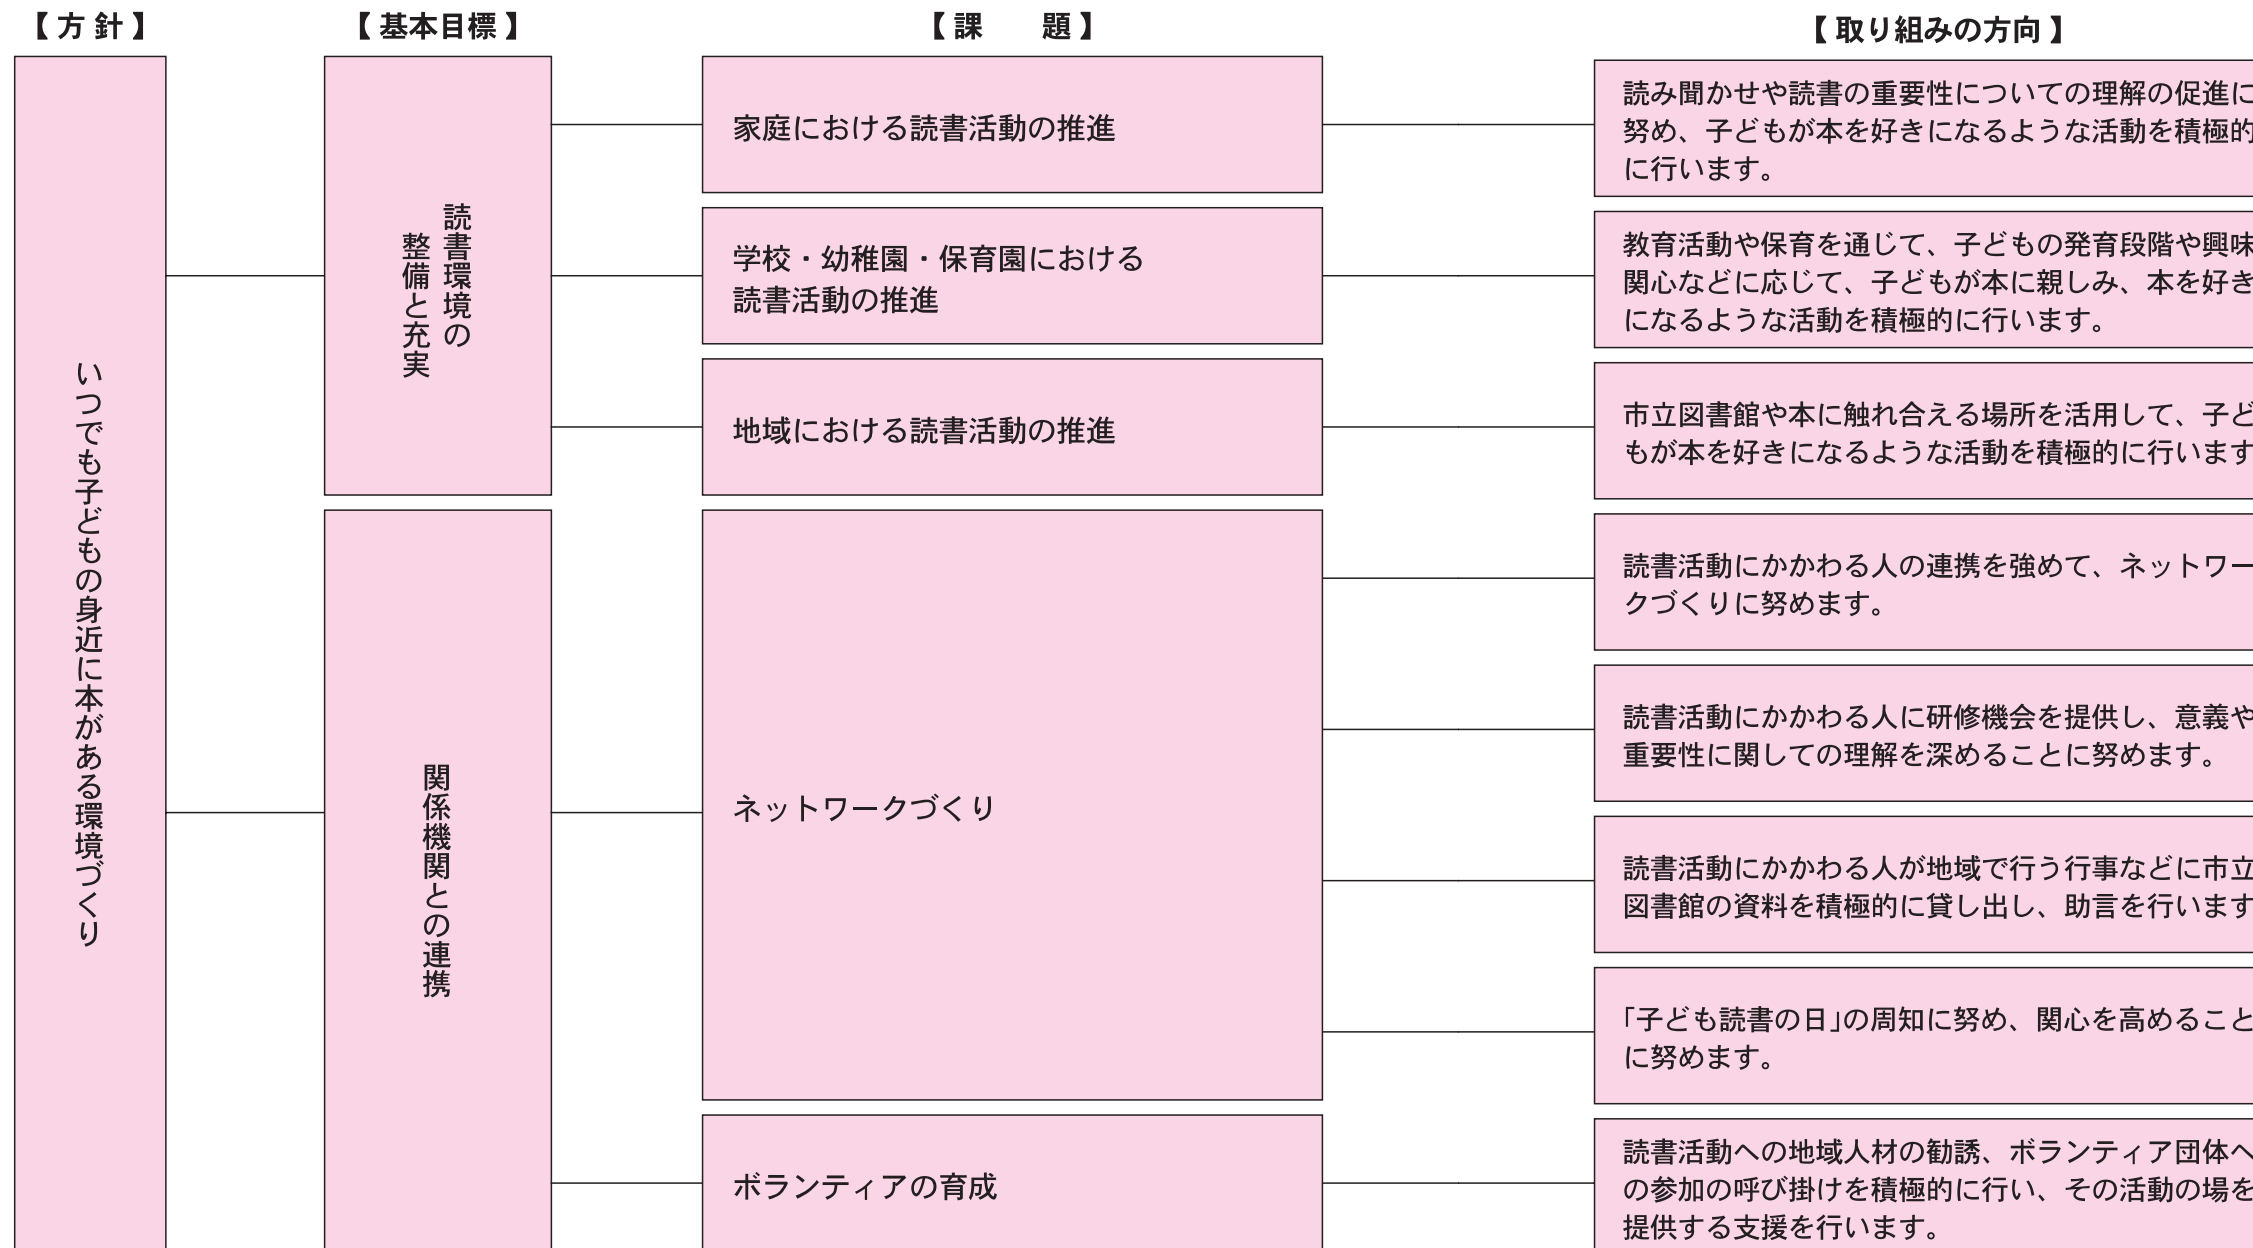 【 方 針 】
【 基本目標 】
【 課　　題 】
【 取り組みの方向 】
いつでも子どもの身近に本がある環境づくり
読書環境の
整備と充実
家庭における読書活動の推進
読み聞かせや読書の重要性についての理解の促進に
努め、子どもが本を好きになるような活動を積極的
に行います。
学校・幼稚園・保育園における
読書活動の推進
教育活動や保育を通じて、子どもの発育段階や興味
関心などに応じて、子どもが本に親しみ、本を好き
になるような活動を積極的に行います。
地域における読書活動の推進
市立図書館や本に触れ合える場所を活用して、子ど
もが本を好きになるような活動を積極的に行います
関係機関との連携
ネットワークづくり
読書活動にかかわる人の連携を強めて、ネットワー
クづくりに努めます。
読書活動にかかわる人に研修機会を提供し、意義や
重要性に関しての理解を深めることに努めます。
読書活動にかかわる人が地域で行う行事などに市立
図書館の資料を積極的に貸し出し、助言を行います
「子ども読書の日」の周知に努め、関心を高めること
に努めます。
ボランティアの育成
読書活動への地域人材の勧誘、ボランティア団体へ
の参加の呼び掛けを積極的に行い、その活動の場を
提供する支援を行います。